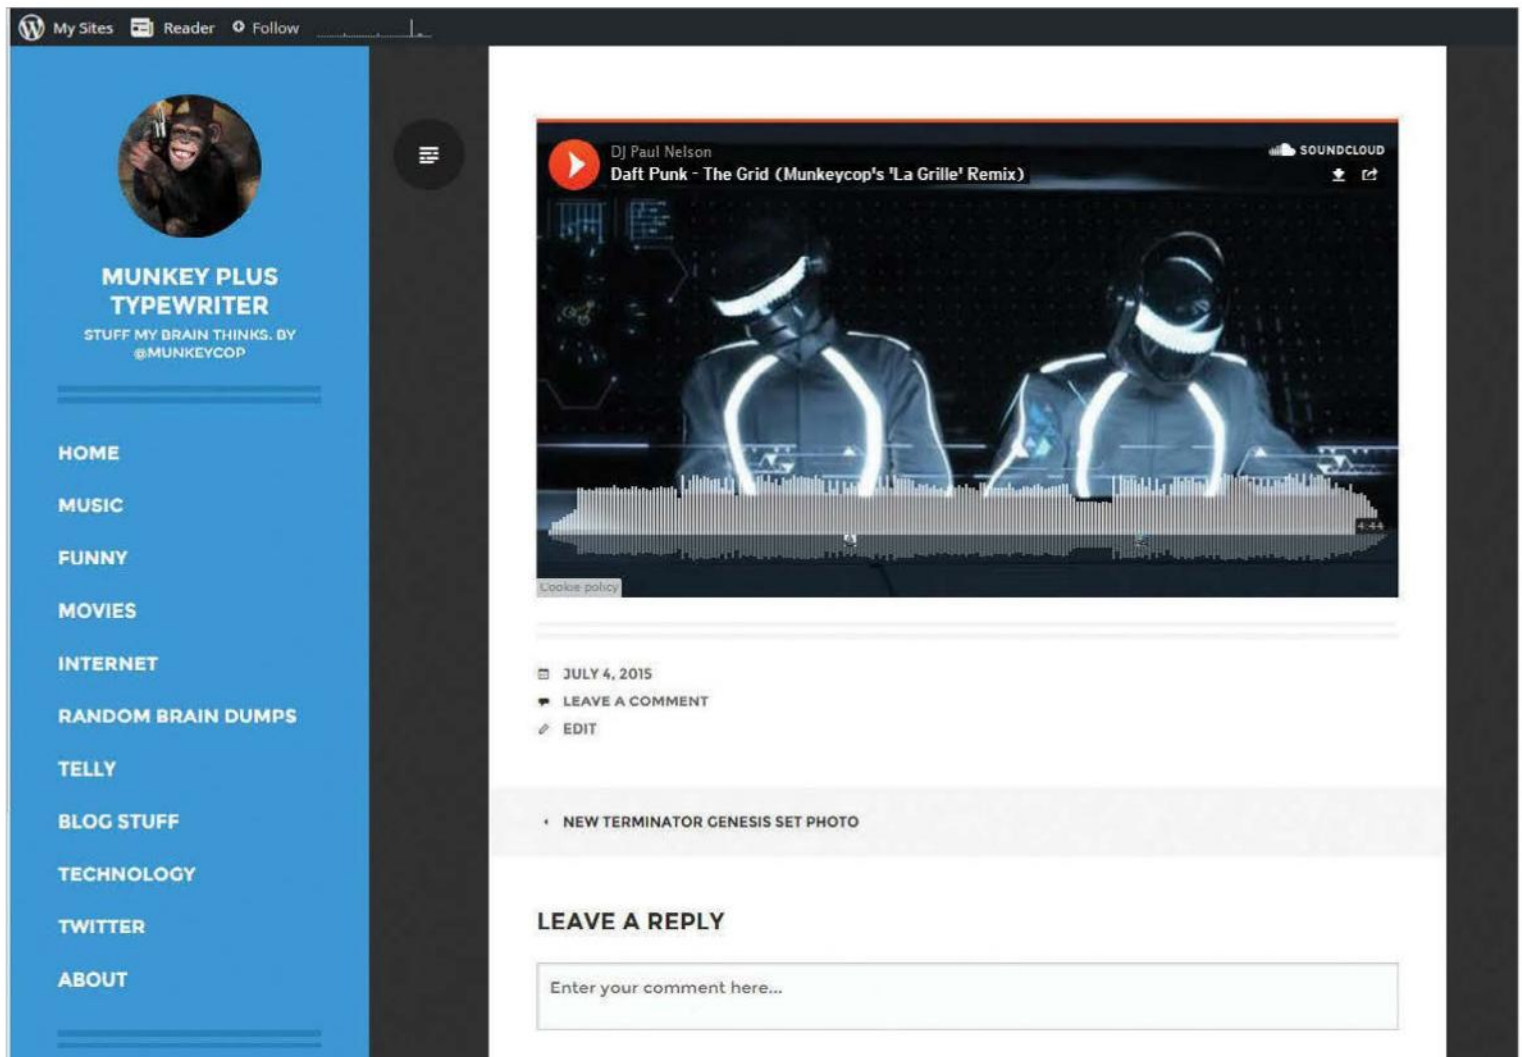 My Sites Reader Follow
MUNKEY PLUS
TYPEWRITER
STUFF MY BRAIN THINKS. BY
@MUNKEYCOP
HOME
MUSIC
FUNNY
MOVIES
INTERNET
RANDOM BRAIN DUMPS
TELLY
BLOG STUFF
TECHNOLOGY
TWITTER
ABOUT
DJ Paul Nelson
Daft Punk - The Grid (Munkeycop's 'La Grille' Remix)
SOUNDCLOUD
4:44
Cookie policy
JULY 4, 2015
LEAVE A COMMENT
EDIT
NEW TERMINATOR GENESIS SET PHOTO
LEAVE A REPLY
Enter your comment here...